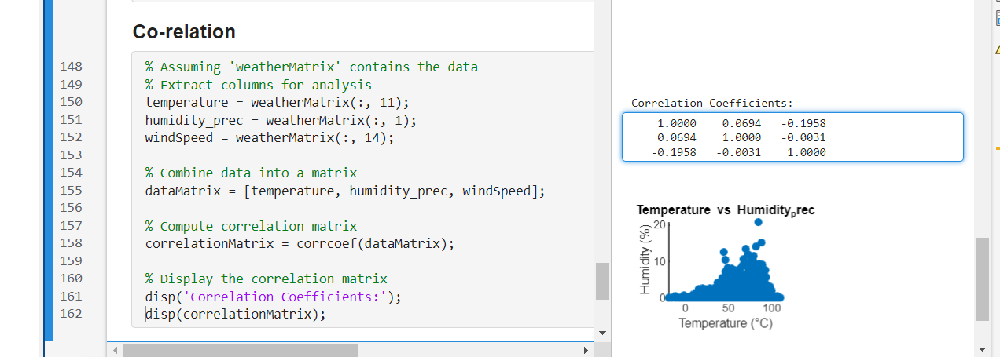 Co-relation
148 % Assuming 'weatherMatrix' contains the data
149 % Extract columns for analysis
150 temperature = weatherMatrix(:, 11);
151 humidity_prec = weatherMatrix(:, 1);
152 windSpeed = weatherMatrix(:, 14);
153
154 % Combine data into a matrix
155 dataMatrix = [temperature, humidity_prec, windSpeed];
156
157 % Compute correlation matrix
158 correlationMatrix = corrcoef(dataMatrix);
159
160 % Display the correlation matrix
161 disp('Correlation Coefficients:');
162 disp(correlationMatrix);
Correlation Coefficients:
1.0000 0.0694 -0.1958
0.0694 1.0000 -0.0031
-0.1958 -0.0031 1.0000
Temperature vs Humidityprec
Humidity (%)
20
10
0
0 50 100
Temperature (°C)